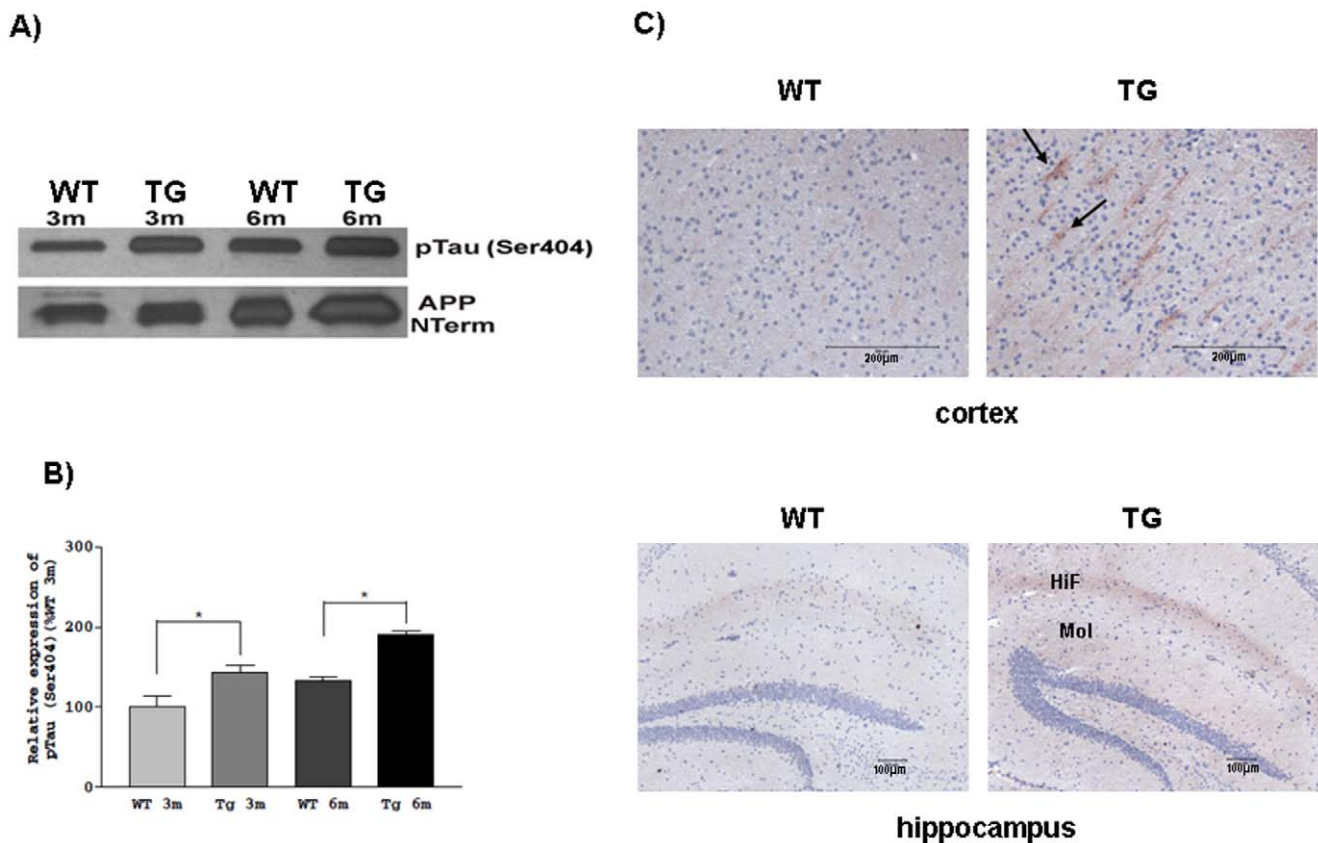 A)
WT TG WT TG
3m 3m 6m 6m
pTau (Ser404)
APP
NTerm
B)
Relative expression of
pTau (Ser404)(%WT 3m)
300
200
100
0
* *
WT 3m Tg 3m WT 6m Tg 6m
C)
WT TG
200µm 200µm
cortex
WT TG
HiF
Mol
100µm 100µm
hippocampus